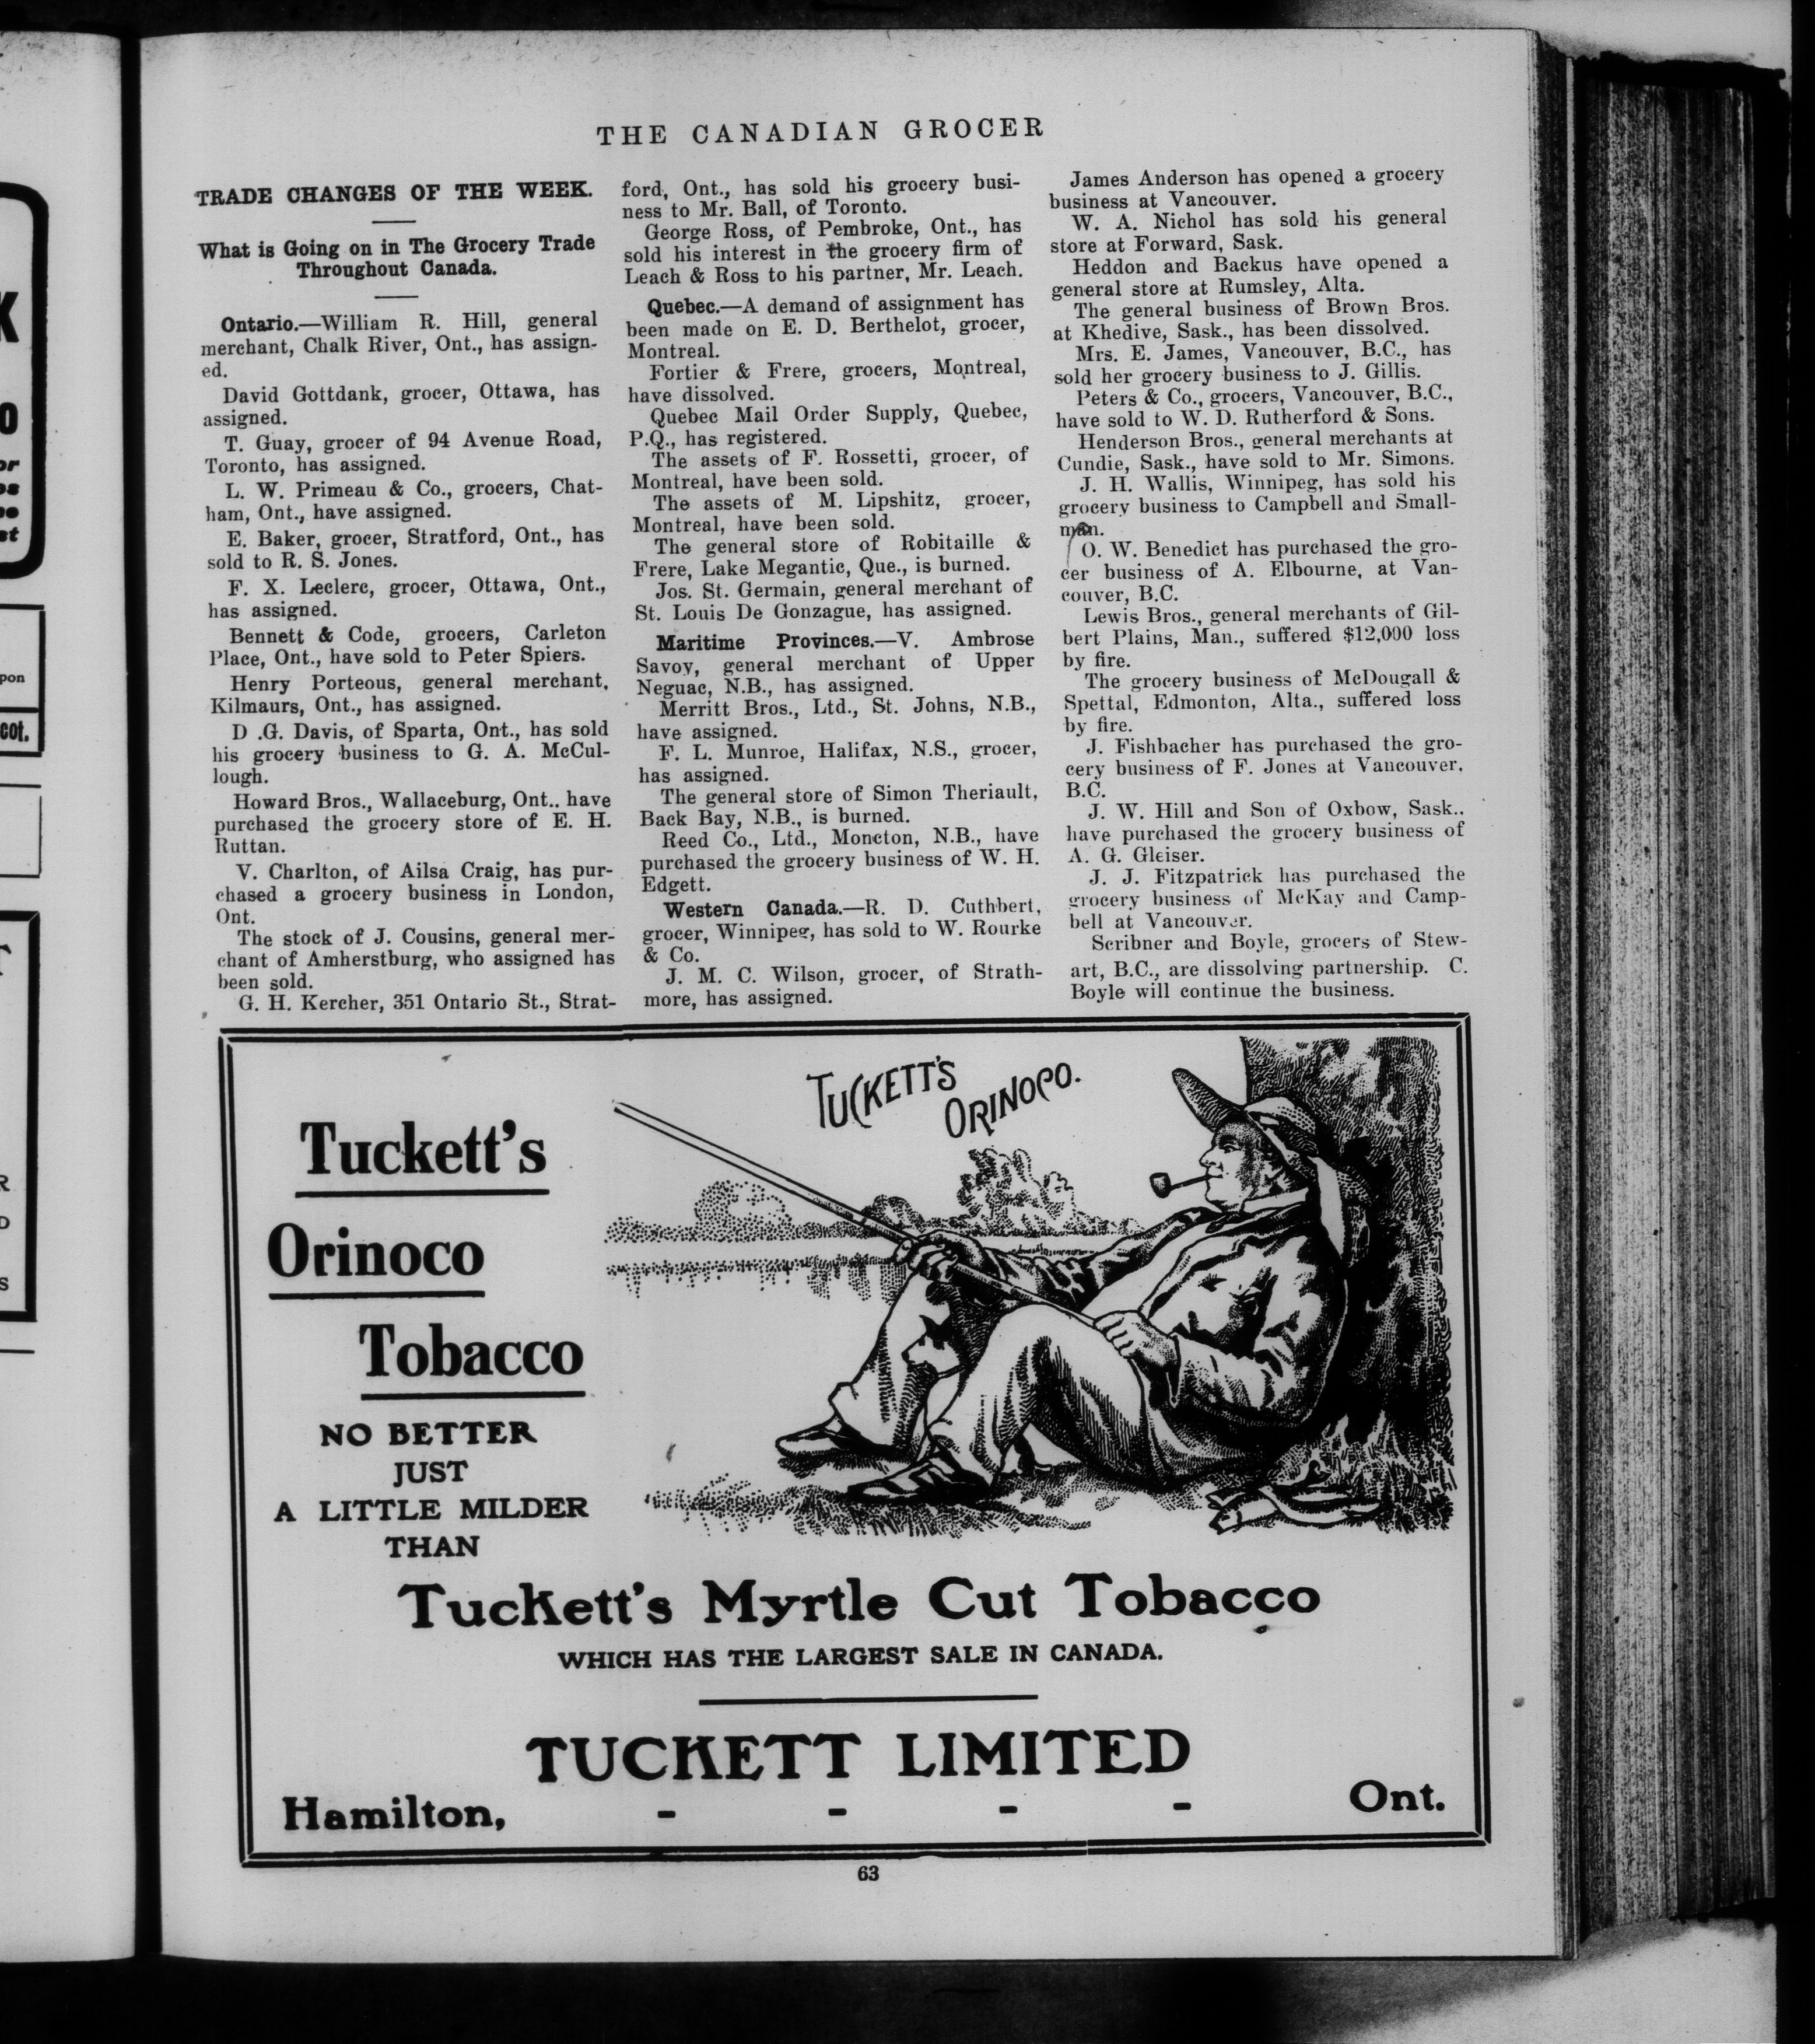 THE CANADIAN GROCER
TRADE CHANGES OF THE WEEK.
What is Going on in The Grocery Trade
Throughout Canada.
Ontario.—William R. Hill, general
merchant, Chalk River, Ont., has assign-
ed.
David Gottdank, grocer, Ottawa, has
assigned.
T. Guay, grocer of 94 Avenue Road,
Toronto, has assigned.
L. W. Primeau & Co., grocers, Chat-
ham, Ont., have assigned.
E. Baker, grocer, Stratford, Ont., has
sold to R. S. Jones.
F. X. Leclerc, grocer, Ottawa, Ont.,
has assigned.
Bennett & Code, grocers, Carleton
Place, Ont., have sold to Peter Spiers.
Henry Porteous, general merchant,
Kilmaurs, Ont., has assigned.
D .G. Davis, of Sparta, Ont., has sold
his grocery business to G. A. McCul-
lough.
Howard Bros., Wallaceburg, Ont.. have
purchased the grocery store of E. H.
Ruttan.
V. Charlton, of Ailsa Craig, has pur-
chased a grocery business in London,
Ont.
The stock of J. Cousins, general mer-
chant of Amherstburg, who assigned has
been sold.
G. H. Kercher, 351 Ontario St., Strat-
ford, Ont., has sold his grocery busi-
ness to Mr. Ball, of Toronto.
George Ross, of Pembroke, Ont., has
sold his interest in the grocery firm of
Leach & Ross to his partner, Mr. Leach.
Quebec.—A demand of assignment has
been made on E. D. Berthelot, grocer,
Montreal.
Fortier & Frere, grocers, Montreal,
have dissolved.
Quebec Mail Order Supply, Quebec,
P.Q., has registered.
The assets of F. Rossetti, grocer, of
Montreal, have been sold.
The assets of M. Lipshitz, grocer,
Montreal, have been sold.
The general store of Robitaille &
Frere, Lake Megantic, Que., is burned.
Jos. St. Germain, general merchant of
St. Louis De Gonzague, has assigned.
Maritime Provinces.—V. Ambrose
Savoy, general merchant of Upper
Neguac, N.B., has assigned.
Merritt Bros., Ltd., St. Johns, N.B.,
have assigned.
F. L. Munroe, Halifax, N.S., grocer,
has assigned.
The general store of Simon Theriault,
Back Bay, N.B., is burned.
Reed Co., Ltd., Moncton, N.B., have
purchased the grocery business of W. H.
Edgett.
Western Canada.—R. D. Cuthbert,
grocer, Winnipeg, has sold to W. Rourke
& Co.
J. M. C. Wilson, grocer, of Strath-
more, has assigned.
James Anderson has opened a grocery
business at Vancouver.
W. A. Nichol has sold his general
store at Forward, Sask.
Heddon and Backus have opened a
general store at Rumsley, Alta.
The general business of Brown Bros.
at Khedive, Sask., has been dissolved.
Mrs. E. James, Vancouver, B.C., has
sold her grocery business to J. Gillis.
Peters & Co., grocers, Vancouver, B.C.,
have sold to W. D. Rutherford & Sons.
Henderson Bros., general merchants at
Cundie, Sask., have sold to Mr. Simons.
J. H. Wallis, Winnipeg, has sold his
grocery business to Campbell and Small-
man.
O. W. Benedict has purchased the gro-
cer business of A. Elbourne, at Van-
couver, B.C.
Lewis Bros., general merchants of Gil-
bert Plains, Man., suffered $12,000 loss
by fire.
The grocery business of McDougall &
Spettal, Edmonton, Alta., suffered loss
by fire.
J. Fishbacher has purchased the gro-
cery business of F. Jones at Vancouver,
B.C.
J. W. Hill and Son of Oxbow, Sask..
have purchased the grocery business of
A. G. Gleiser.
J. J. Fitzpatrick has purchased the
grocery business of McKay and Camp-
bell at Vancouver.
Scribner and Boyle, grocers of Stew-
art, B.C., are dissolving partnership. C.
Boyle will continue the business.
TUCKETT'S
ORINOCO.
Tuckett's
Orinoco
Tobacco
NO BETTER
JUST
A LITTLE MILDER
THAN
Tuckett's Myrtle Cut Tobacco
WHICH HAS THE LARGEST SALE IN CANADA.
TUCKETT LIMITED
Hamilton, - - - - Ont.
63